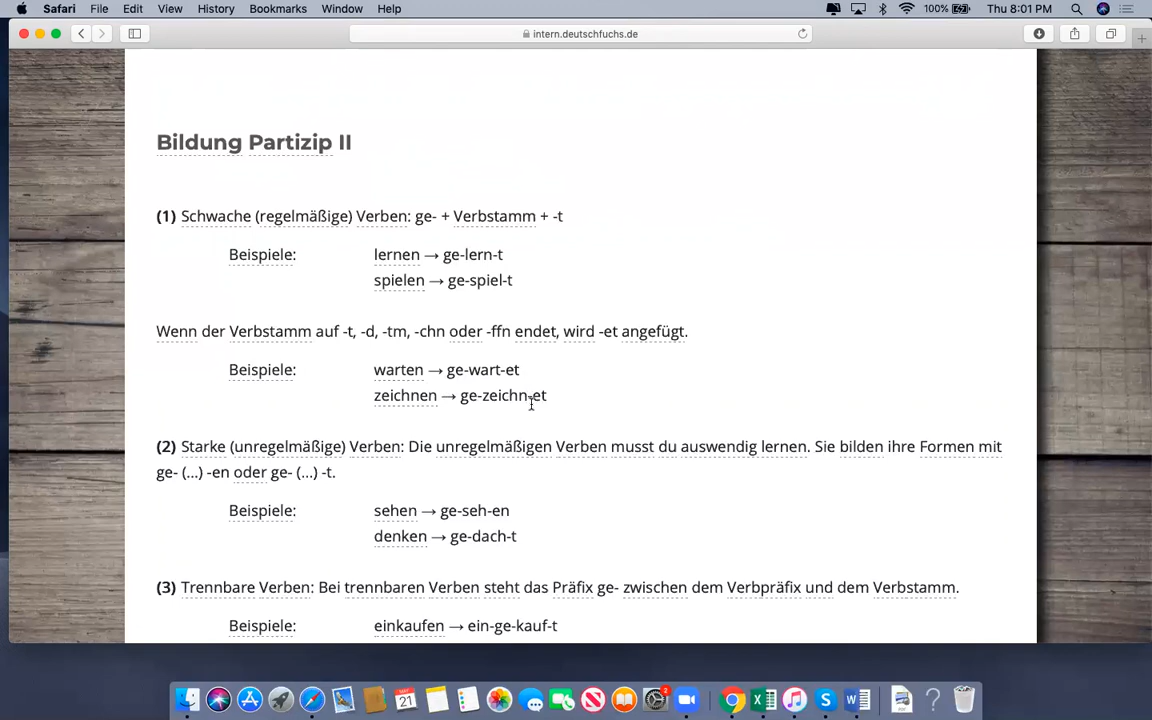 Safari File Edit View History Bookmarks Window Help 100% Thu 8:01 PM
intern.deutschfuchs.de
Bildung Partizip II
(1) Schwache (regelmäßige) Verben: ge- + Verbstamm + -t
Beispiele: lernen → ge-lern-t
spielen → ge-spiel-t
Wenn der Verbstamm auf -t, -d, -tm, -chn oder -ffn endet, wird -et angefügt.
Beispiele: warten → ge-wart-et
zeichnen → ge-zeichn-et
(2) Starke (unregelmäßige) Verben: Die unregelmäßigen Verben musst du auswendig lernen. Sie bilden ihre Formen mit
ge- (...) -en oder ge- (...) -t.
Beispiele: sehen → ge-seh-en
denken → ge-dach-t
(3) Trennbare Verben: Bei trennbaren Verben steht das Präfix ge- zwischen dem Verbpräfix und dem Verbstamm.
Beispiele: einkaufen → ein-ge-kauf-t
MAY
21
2